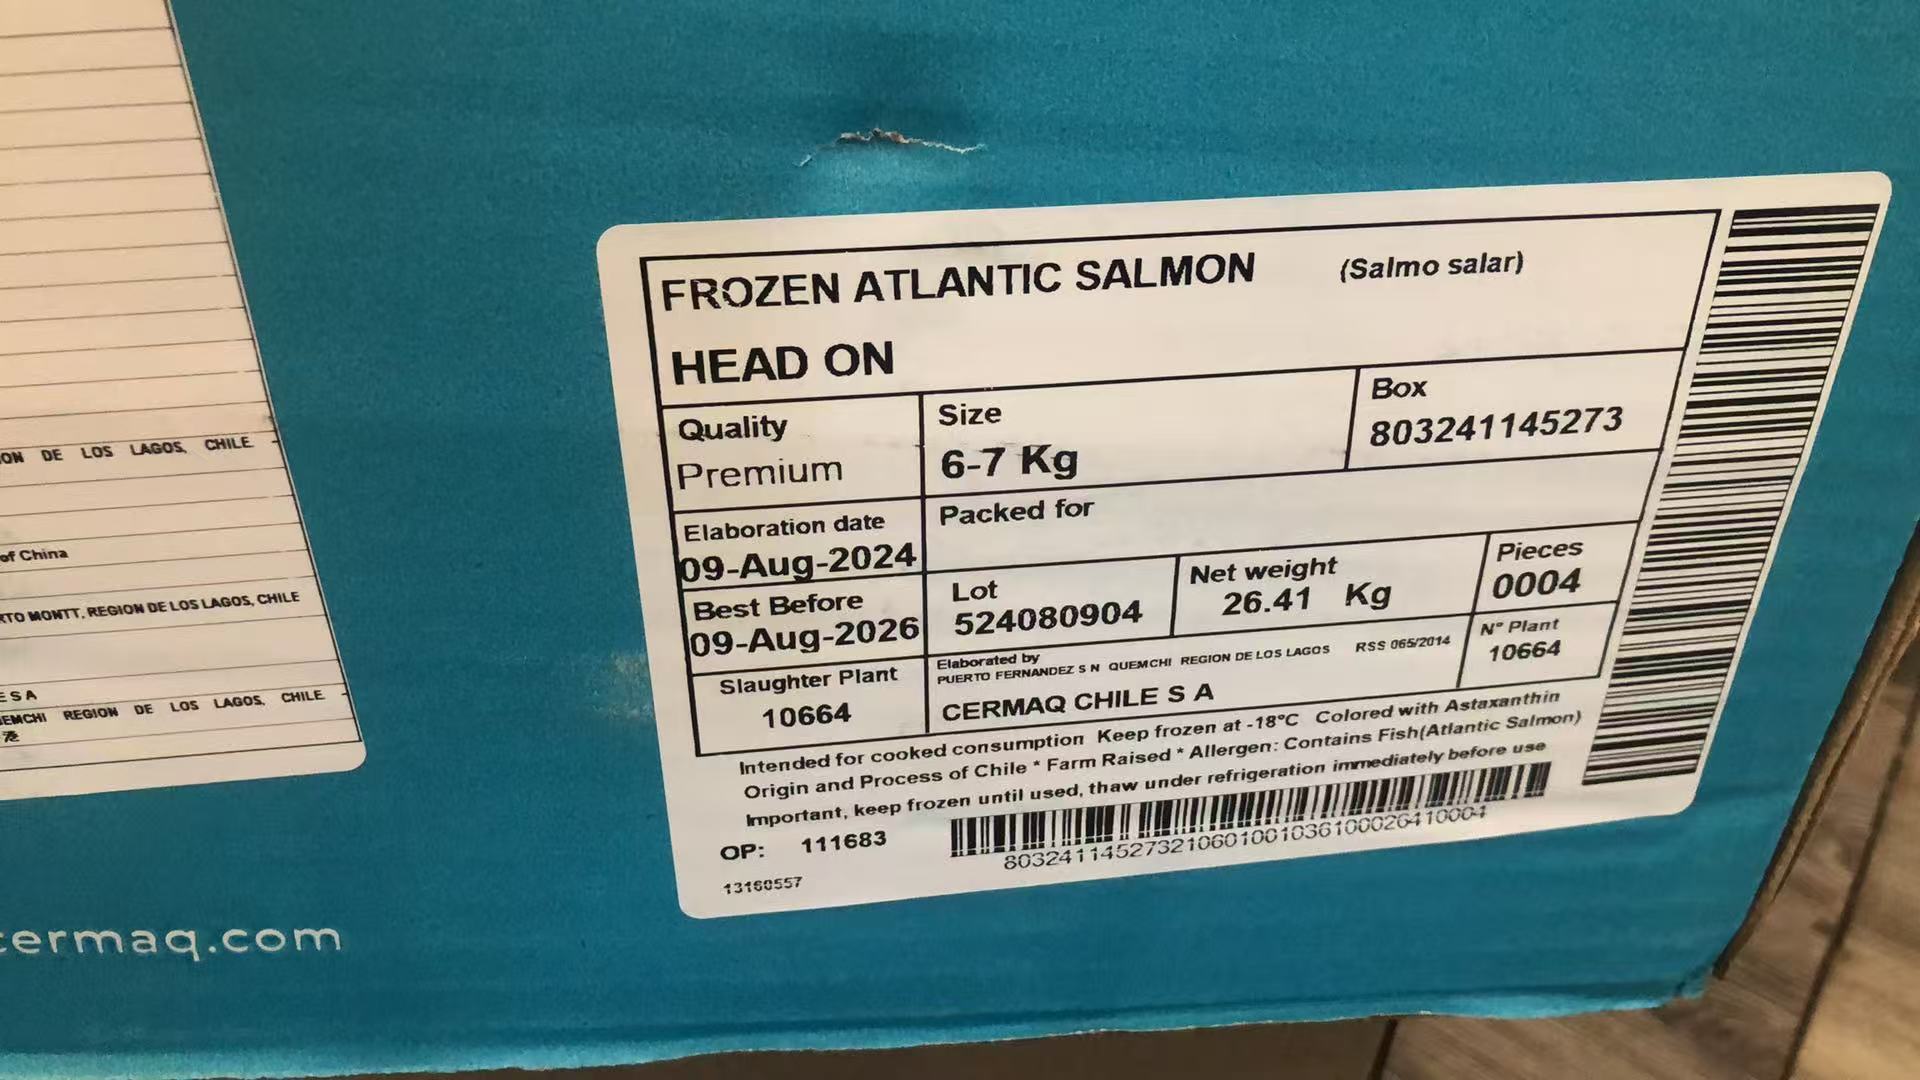 DE LOS LAGOS, CHILE
of China
MONTT, REGION DE LOS LAGOS, CHILE
S A
REGION DE LOS LAGOS, CHILE
港
ermaq.com
FROZEN ATLANTIC SALMON (Salmo salar)
HEAD ON
Quality
Premium
Size
6-7 Kg
Box
803241145273
Elaboration date
09-Aug-2024
Packed for
Best Before
09-Aug-2026
Lot
524080904
Net weight
26.41 Kg
Pieces
0004
Slaughter Plant
10664
Elaborated by
PUERTO FERNANDEZ S N QUEMCHI REGION DE LOS LAGOS RSS 065/2014
CERMAQ CHILE S A
N° Plant
10664
Intended for cooked consumption Keep frozen at -18°C Colored with Astaxanthin
Origin and Process of Chile * Farm Raised * Allergen: Contains Fish(Atlantic Salmon)
Important, keep frozen until used, thaw under refrigeration immediately before use
OP: 111683
803241145273210601001036100026410004
13160557